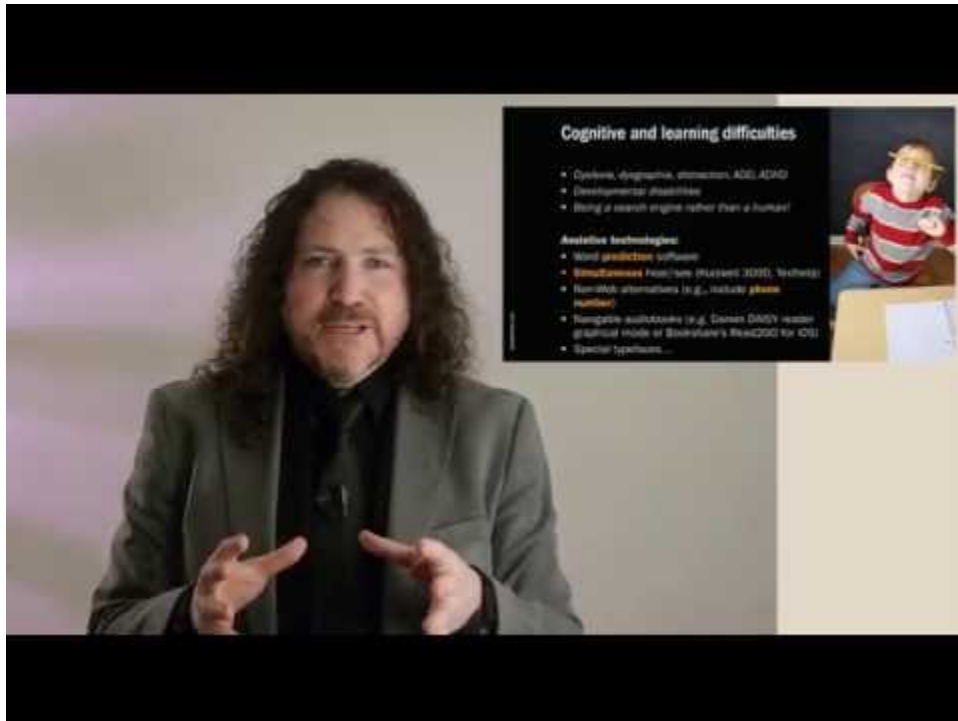 Cognitive and learning difficulties
• Dyslexia, dysgraphia, distraction, ADD, ADHD
• Developmental disabilities
• Being a search engine rather than a human!
Assistive technologies:
• Word prediction software
• Simultaneous hear/see (Kurzweil 3000, TextHelp)
• Non-Web alternatives (e.g., include phone
number)
• Navigable audiobooks (e.g. Dorien DAISY reader
graphical mode or Bookshare's Read2GO for iOS)
• Special typefaces...